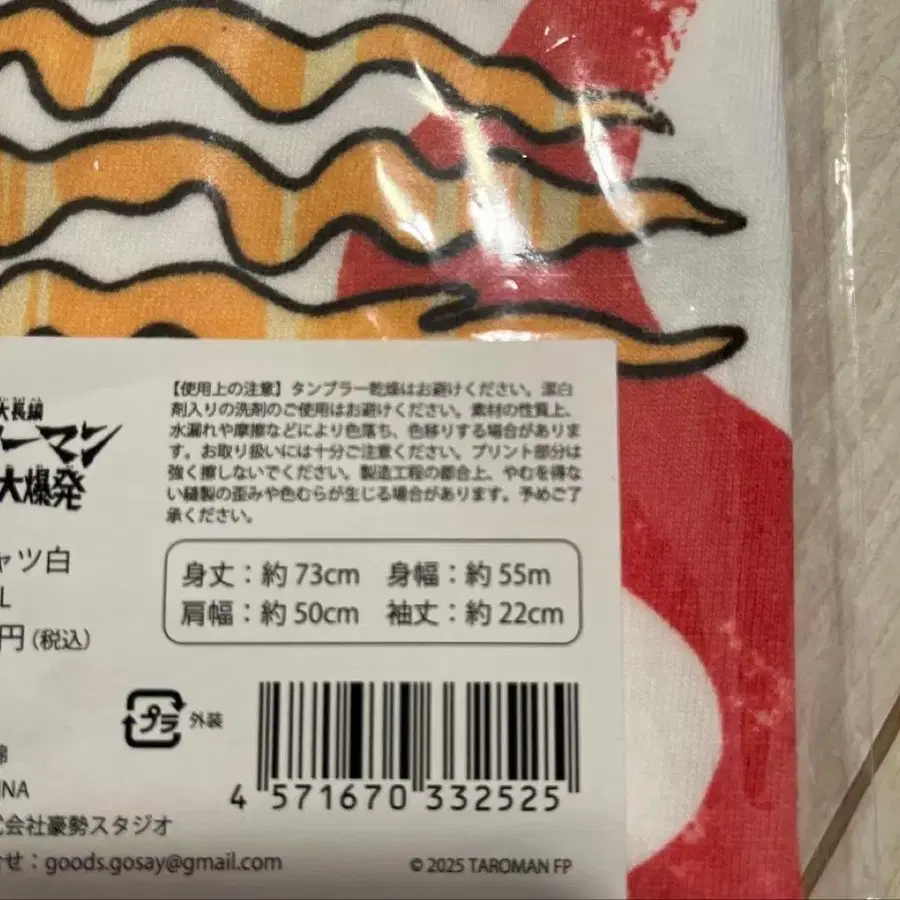 【使用上の注意】タンブラー乾燥はお避けください。漂白
剤入りの洗剤のご使用はお避けください。素材の性質上、
水漏れや摩擦などにより色落ち、色移りする場合がありま
す。お取り扱いには十分ご注意ください。プリント部分は
強く擦しないでください。製造工程の都合上、やむを得な
い縫製の歪みや色むらが生じる場合があります。予めご了
承ください。
大長編
ーマン
大爆発
ャツ白
L
円(税込)
身丈：約 73cm 身幅：約 55m
肩幅：約 50cm 袖丈：約 22cm
プラ 外装
4 571670 332525
綿
INA
式会社豪勢スタジオ
合せ：goods.gosay@gmail.com
© 2025 TAROMAN FP